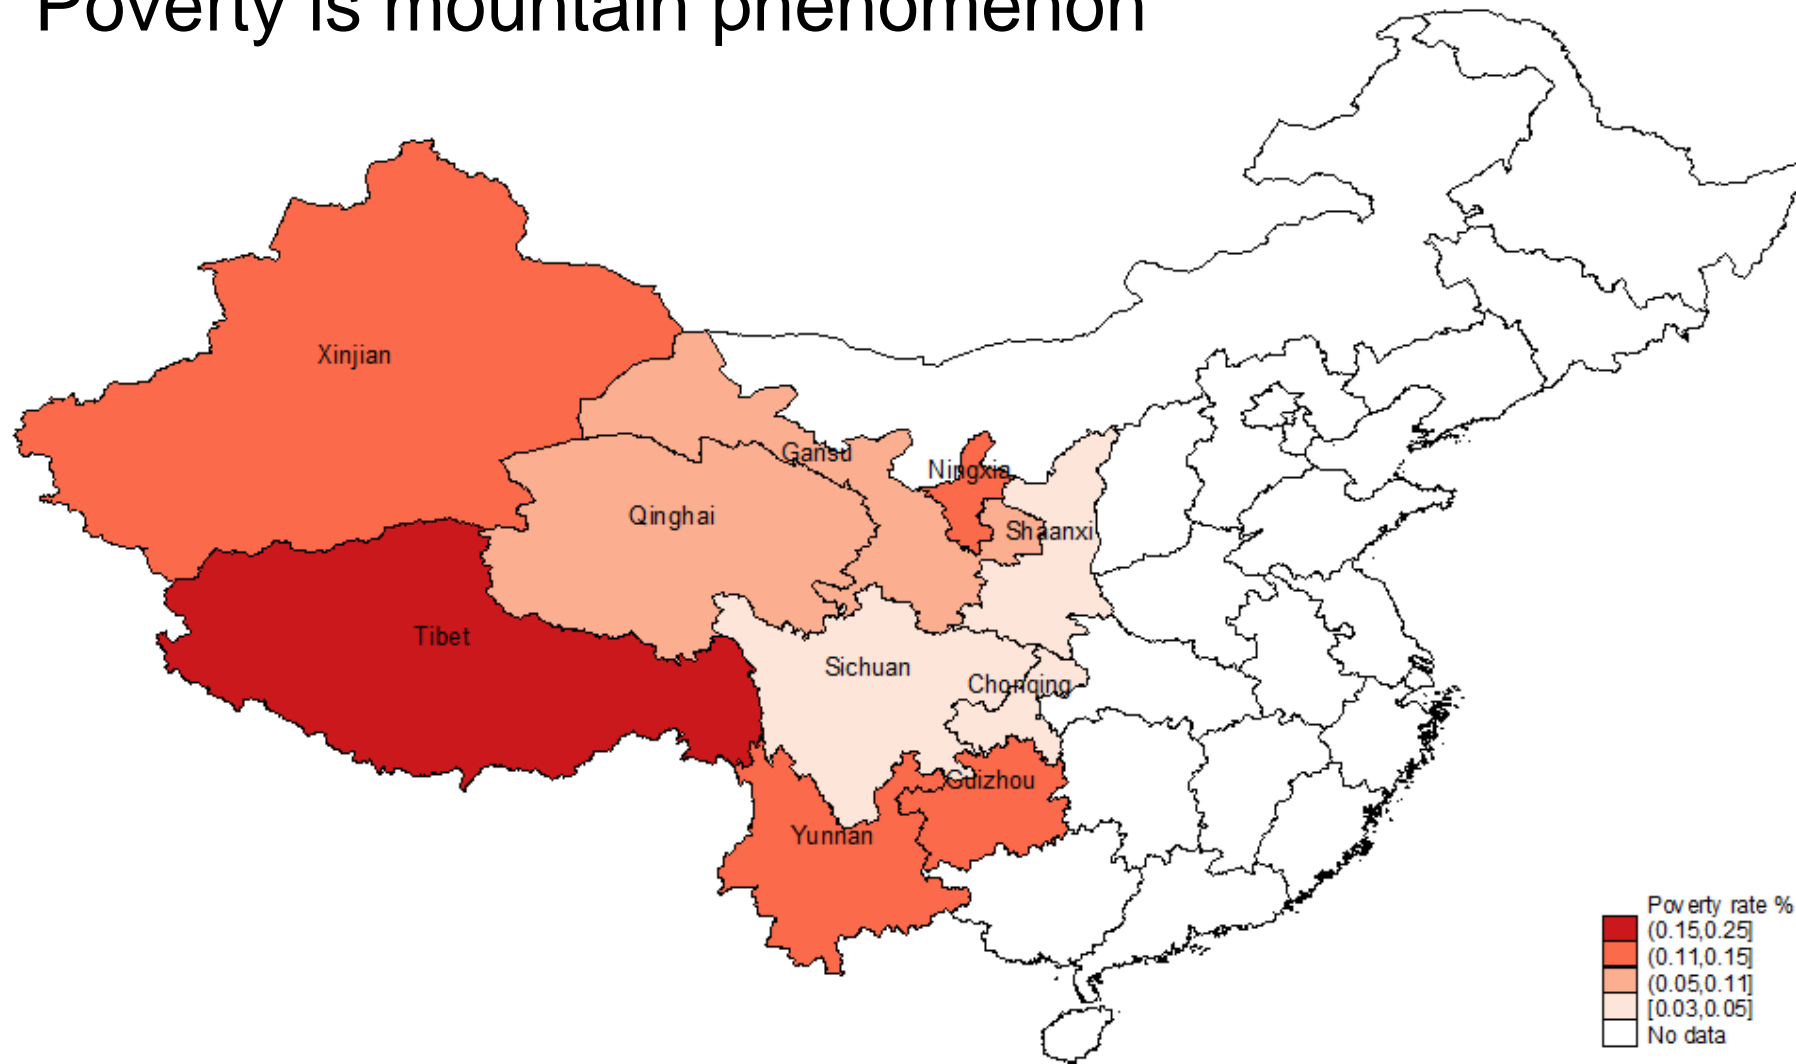 Poverty is mountain phenomenon
Xinjian
Gansu
Ningxia
Qinghai
Shaanxi
Tibet
Sichuan
Chonqing
Guizhou
Yunnan
Poverty rate %
(0.15,0.25]
(0.11,0.15]
(0.05,0.11]
[0.03,0.05]
No data